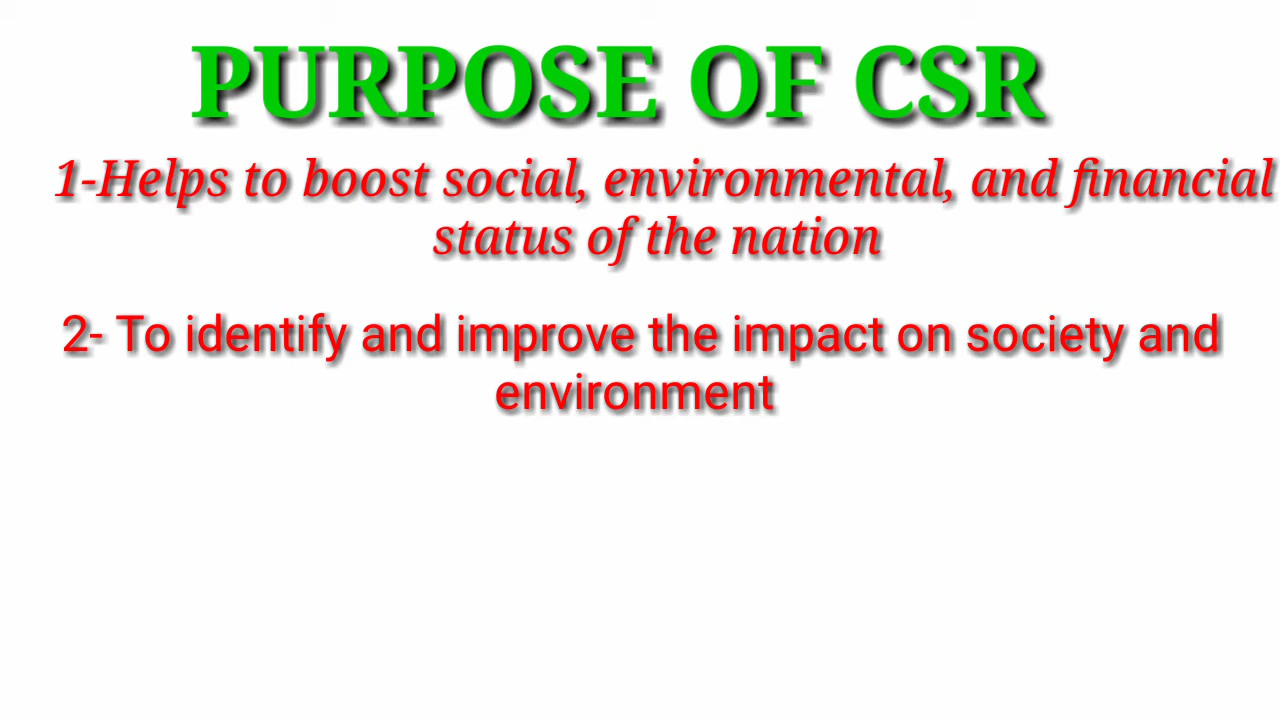 PURPOSE OF CSR
1-Helps to boost social, environmental, and financial
status of the nation
2- To identify and improve the impact on society and
environment